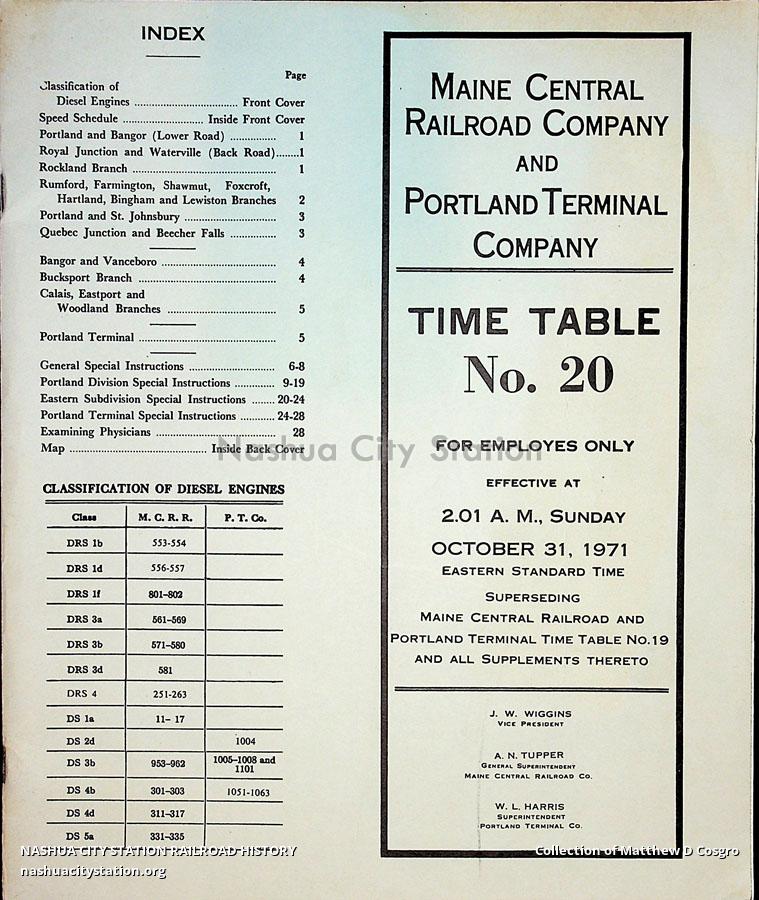 INDEX
Page
Classification of
Diesel Engines ................................... Front Cover
Speed Schedule ........................... Inside Front Cover
Portland and Bangor (Lower Road) ............... 1
Royal Junction and Waterville (Back Road)........1
Rockland Branch ................................................ 1
Rumford, Farmington, Shawmut, Foxcroft,
Hartland, Bingham and Lewiston Branches 2
Portland and St. Johnsbury ............................... 3
Quebec Junction and Beecher Falls ............... 3
Bangor and Vanceboro ...................................... 4
Bucksport Branch ................................................ 4
Calais, Eastport and
Woodland Branches .................................... 5
Portland Terminal ............................................... 5
General Special Instructions ............................. 6-8
Portland Division Special Instructions ............. 9-19
Eastern Subdivision Special Instructions ........ 20-24
Portland Terminal Special Instructions ............ 24-28
Examining Physicians ........................................ 28
Map .............................................. Inside Back Cover
CLASSIFICATION OF DIESEL ENGINES
Class M. C. R. R. P. T. Co.
DRS 1b 553-554
DRS 1d 556-557
DRS 1f 801-802
DRS 3a 561-569
DRS 3b 571-580
DRS 3d 581
DRS 4 251-263
DS 1a 11- 17
DS 2d 1004
DS 3b 953-962 1005-1008 and 1101
DS 4b 301-303 1051-1063
DS 4d 311-317
DS 5a 331-335
MAINE CENTRAL
RAILROAD COMPANY
AND
PORTLAND TERMINAL
COMPANY
TIME TABLE
No. 20
FOR EMPLOYES ONLY
EFFECTIVE AT
2.01 A. M., SUNDAY
OCTOBER 31, 1971
EASTERN STANDARD TIME
SUPERSEDING
MAINE CENTRAL RAILROAD AND
PORTLAND TERMINAL TIME TABLE NO.19
AND ALL SUPPLEMENTS THERETO
J. W. WIGGINS
VICE PRESIDENT
A. N. TUPPER
GENERAL SUPERINTENDENT
MAINE CENTRAL RAILROAD CO.
W. L. HARRIS
SUPERINTENDENT
PORTLAND TERMINAL CO.
Nashua City Station
NASHUA CITY STATION RAILROAD HISTORY
nashuacitystation.org
Collection of Matthew D Cosgro